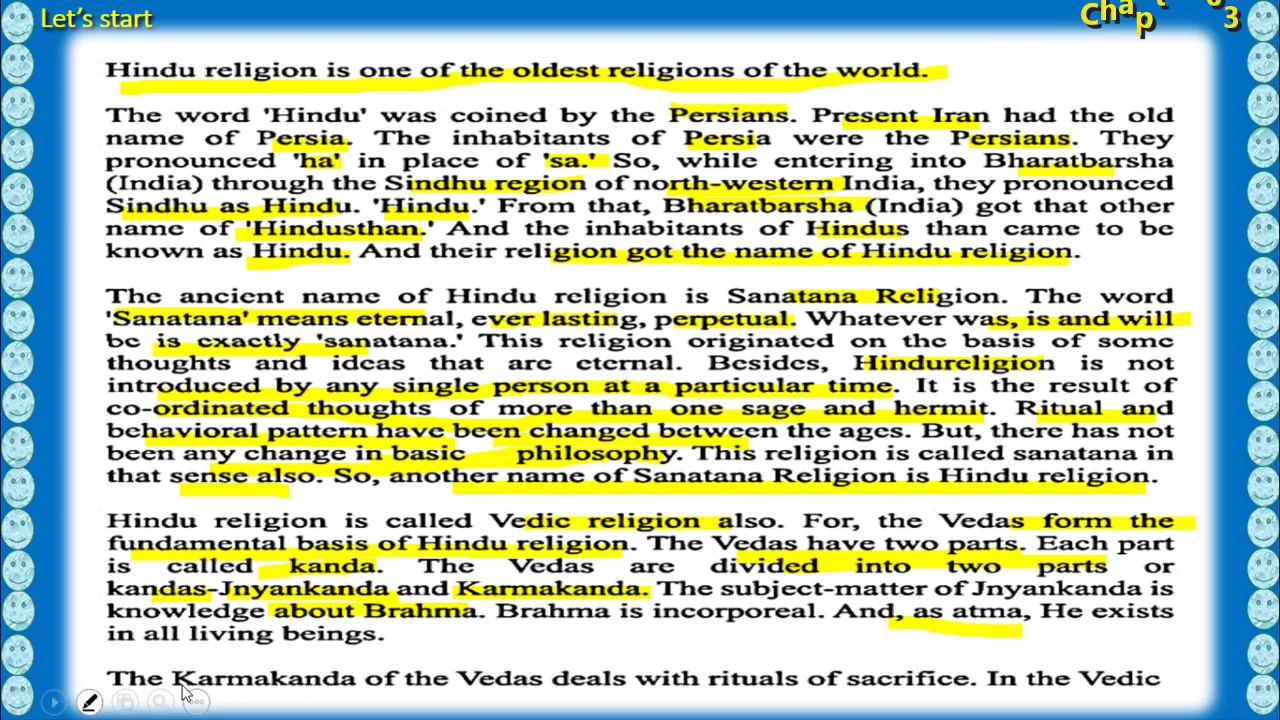 Let's start
Chapter 03
Hindu religion is one of the oldest religions of the world.
The word 'Hindu' was coined by the Persians. Present Iran had the old
name of Persia. The inhabitants of Persia were the Persians. They
pronounced 'ha' in place of 'sa.' So, while entering into Bharatbarsha
(India) through the Sindhu region of north-western India, they pronounced
Sindhu as Hindu. 'Hindu.' From that, Bharatbarsha (India) got that other
name of 'Hindusthan.' And the inhabitants of Hindus than came to be
known as Hindu. And their religion got the name of Hindu religion.
The ancient name of Hindu religion is Sanatana Religion. The word
'Sanatana' means eternal, ever lasting, perpetual. Whatever was, is and will
be is exactly 'sanatana.' This religion originated on the basis of some
thoughts and ideas that are eternal. Besides, Hindureligion is not
introduced by any single person at a particular time. It is the result of
co-ordinated thoughts of more than one sage and hermit. Ritual and
behavioral pattern have been changed between the ages. But, there has not
been any change in basic philosophy. This religion is called sanatana in
that sense also. So, another name of Sanatana Religion is Hindu religion.
Hindu religion is called Vedic religion also. For, the Vedas form the
fundamental basis of Hindu religion. The Vedas have two parts. Each part
is called kanda. The Vedas are divided into two parts or
kandas-Jnyankanda and Karmakanda. The subject-matter of Jnyankanda is
knowledge about Brahma. Brahma is incorporeal. And, as atma, He exists
in all living beings.
The Karmakanda of the Vedas deals with rituals of sacrifice. In the Vedic